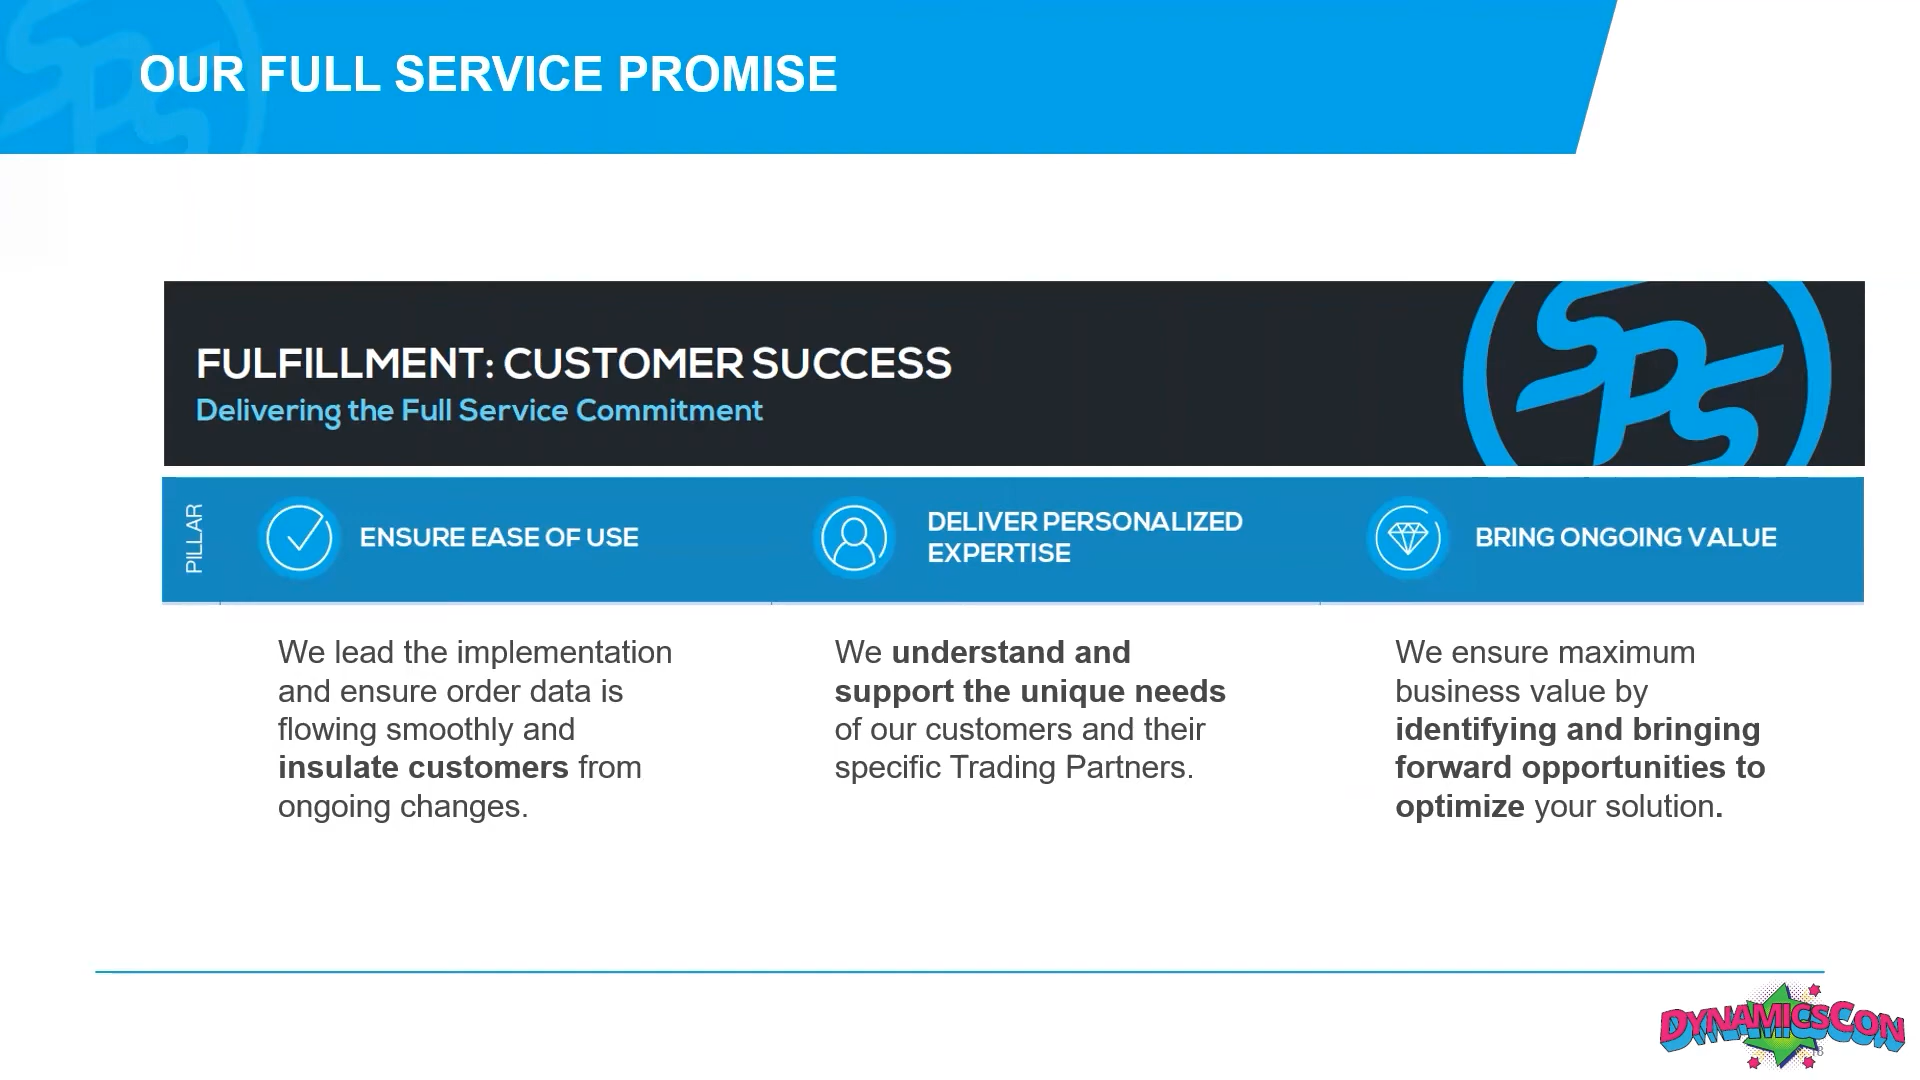 OUR FULL SERVICE PROMISE
FULFILLMENT: CUSTOMER SUCCESS
Delivering the Full Service Commitment
SPS
PILLAR
ENSURE EASE OF USE
DELIVER PERSONALIZED
EXPERTISE
BRING ONGOING VALUE
We lead the implementation
and ensure order data is
flowing smoothly and
insulate customers from
ongoing changes.
We understand and
support the unique needs
of our customers and their
specific Trading Partners.
We ensure maximum
business value by
identifying and bringing
forward opportunities to
optimize your solution.
DYNAMICSCON